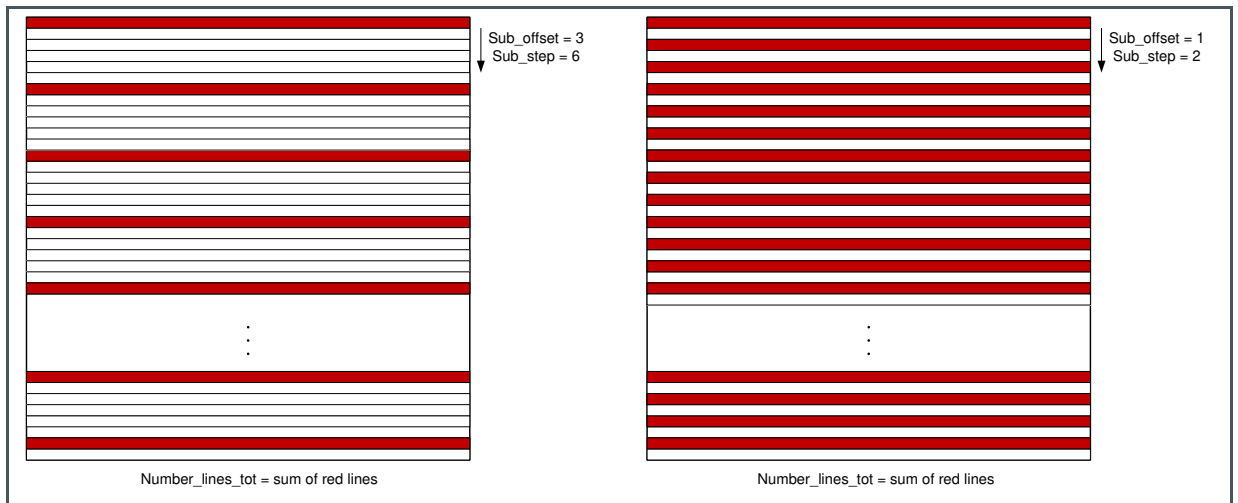 Sub_offset = 3
Sub_step = 6
Sub_offset = 1
Sub_step = 2
Number_lines_tot = sum of red lines
Number_lines_tot = sum of red lines